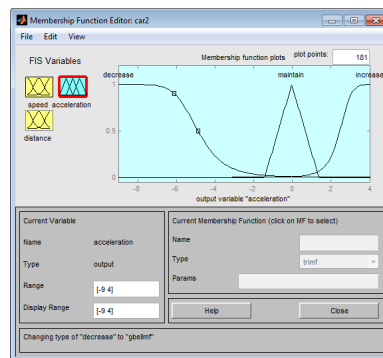 Membership Function Editor: car2
File Edit View
FIS Variables
Membership function plots
plot points:
181
speed acceleration
distance
decrease
maintain
increase
1
0.5
0
-8 -6 -4 -2 0 2 4
output variable "acceleration"
Current Variable
Name acceleration
Type output
Range [-9 4]
Display Range [-9 4]
Current Membership Function (click on MF to select)
Name
Type trimf
Params
Help
Close
Changing type of "decrease" to "gbellmf"